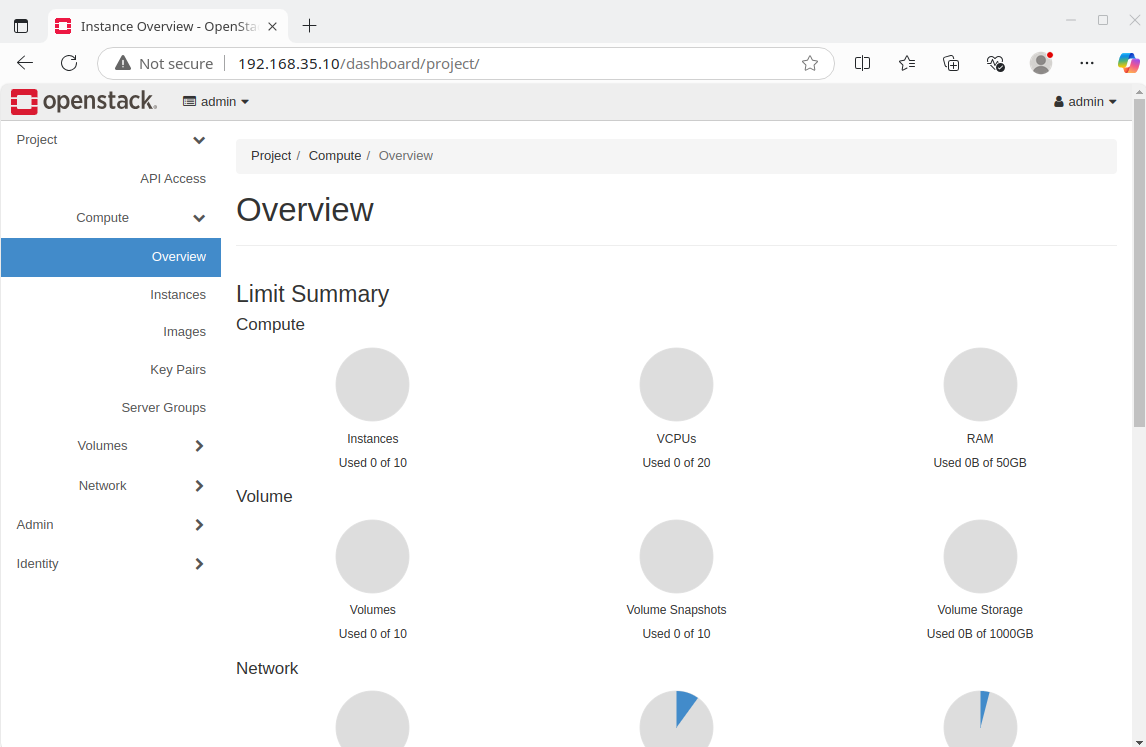 Instance Overview - OpenSta
Not secure
192.168.35.10/dashboard/project/
openstack.
admin
admin
Project
API Access
Compute
Overview
Instances
Images
Key Pairs
Server Groups
Volumes
Network
Admin
Identity
Project / Compute / Overview
Overview
Limit Summary
Compute
Instances
Used 0 of 10
VCPUs
Used 0 of 20
RAM
Used 0B of 50GB
Volume
Volumes
Used 0 of 10
Volume Snapshots
Used 0 of 10
Volume Storage
Used 0B of 1000GB
Network